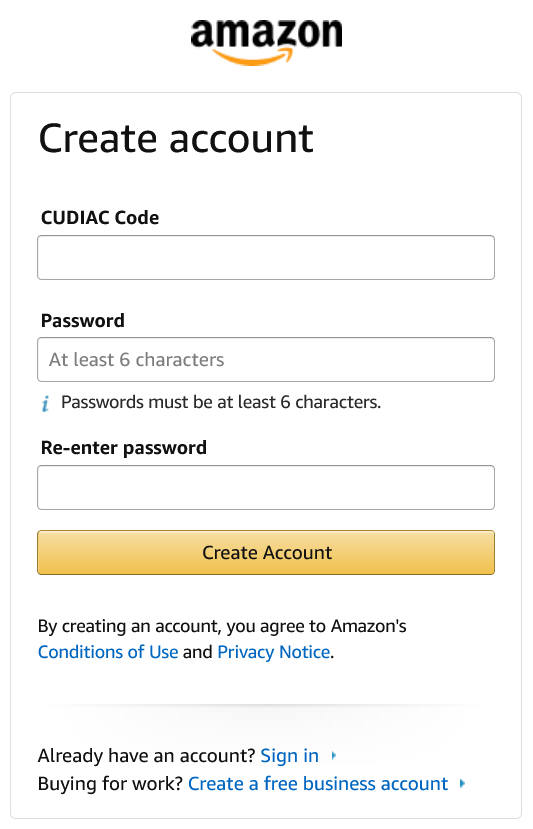 amazon
Create account
CUDIAC Code
Password
At least 6 characters
i Passwords must be at least 6 characters.
Re-enter password
Create Account
By creating an account, you agree to Amazon's
Conditions of Use and Privacy Notice.
Already have an account? Sign in
Buying for work? Create a free business account